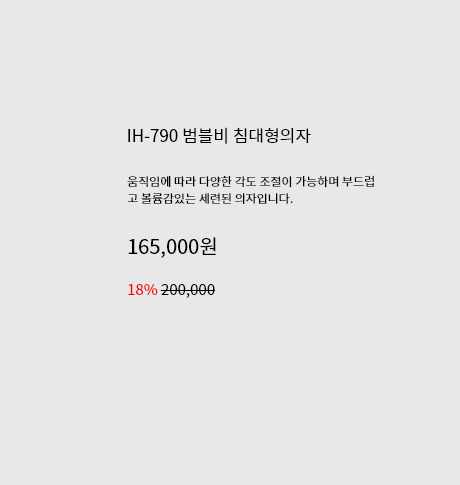 IH-790 범블비 침대형의자
움직임에 따라 다양한 각도 조절이 가능하며 부드럽
고 볼륨감있는 세련된 의자입니다.
165,000원
18% 200,000